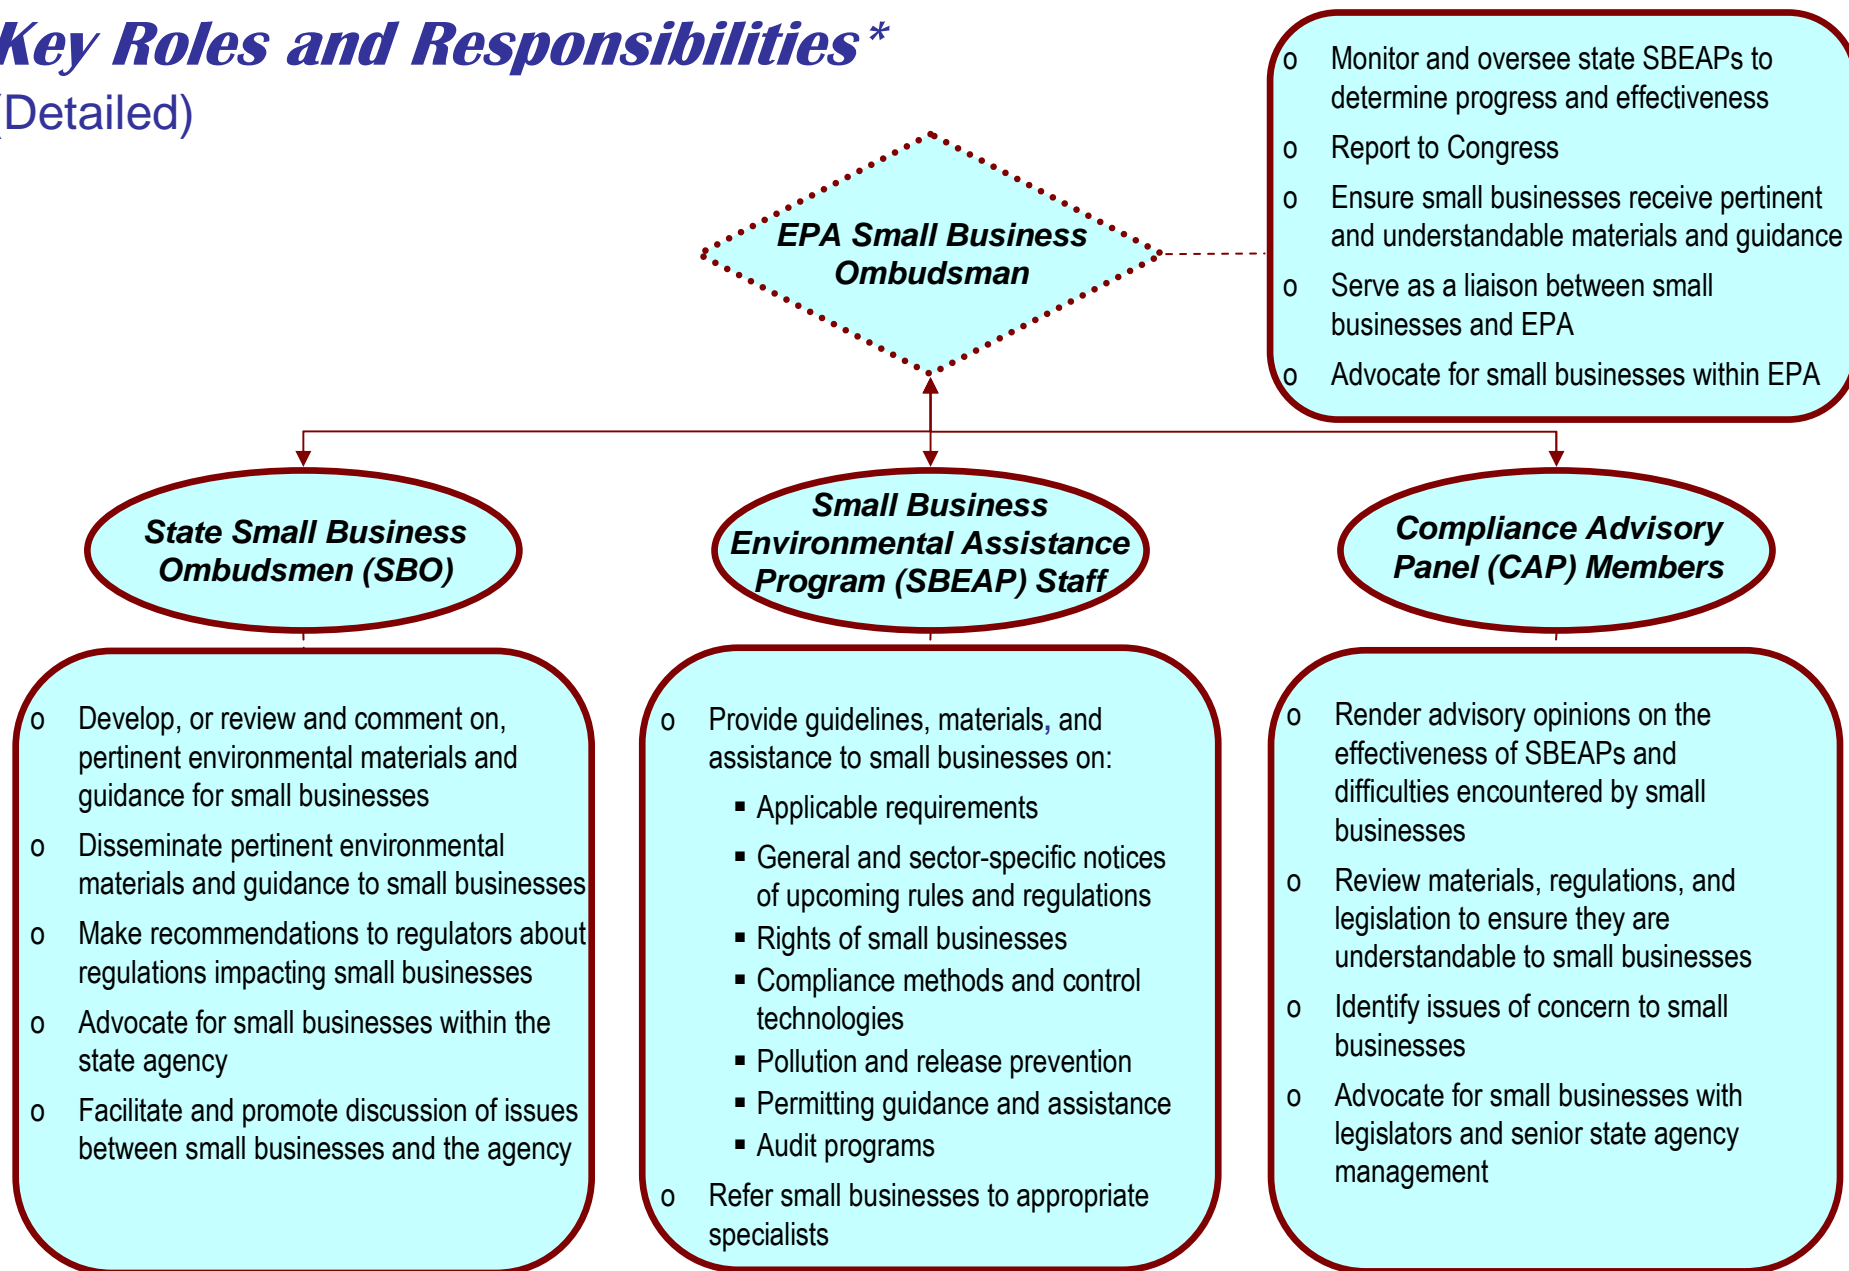 Key Roles and Responsibilities*
(Detailed)
o Monitor and oversee state SBEAPs to
determine progress and effectiveness
o Report to Congress
o Ensure small businesses receive pertinent
and understandable materials and guidance
o Serve as a liaison between small
businesses and EPA
o Advocate for small businesses within EPA
EPA Small Business
Ombudsman
State Small Business
Ombudsmen (SBO)
Small Business
Environmental Assistance
Program (SBEAP) Staff
Compliance Advisory
Panel (CAP) Members
o Develop, or review and comment on,
pertinent environmental materials and
guidance for small businesses
o Disseminate pertinent environmental
materials and guidance to small businesses
o Make recommendations to regulators about
regulations impacting small businesses
o Advocate for small businesses within the
state agency
o Facilitate and promote discussion of issues
between small businesses and the agency
o Provide guidelines, materials, and
assistance to small businesses on:
▪ Applicable requirements
▪ General and sector-specific notices
of upcoming rules and regulations
▪ Rights of small businesses
▪ Compliance methods and control
technologies
▪ Pollution and release prevention
▪ Permitting guidance and assistance
▪ Audit programs
o Refer small businesses to appropriate
specialists
o Render advisory opinions on the
effectiveness of SBEAPs and
difficulties encountered by small
businesses
o Review materials, regulations, and
legislation to ensure they are
understandable to small businesses
o Identify issues of concern to small
businesses
o Advocate for small businesses with
legislators and senior state agency
management